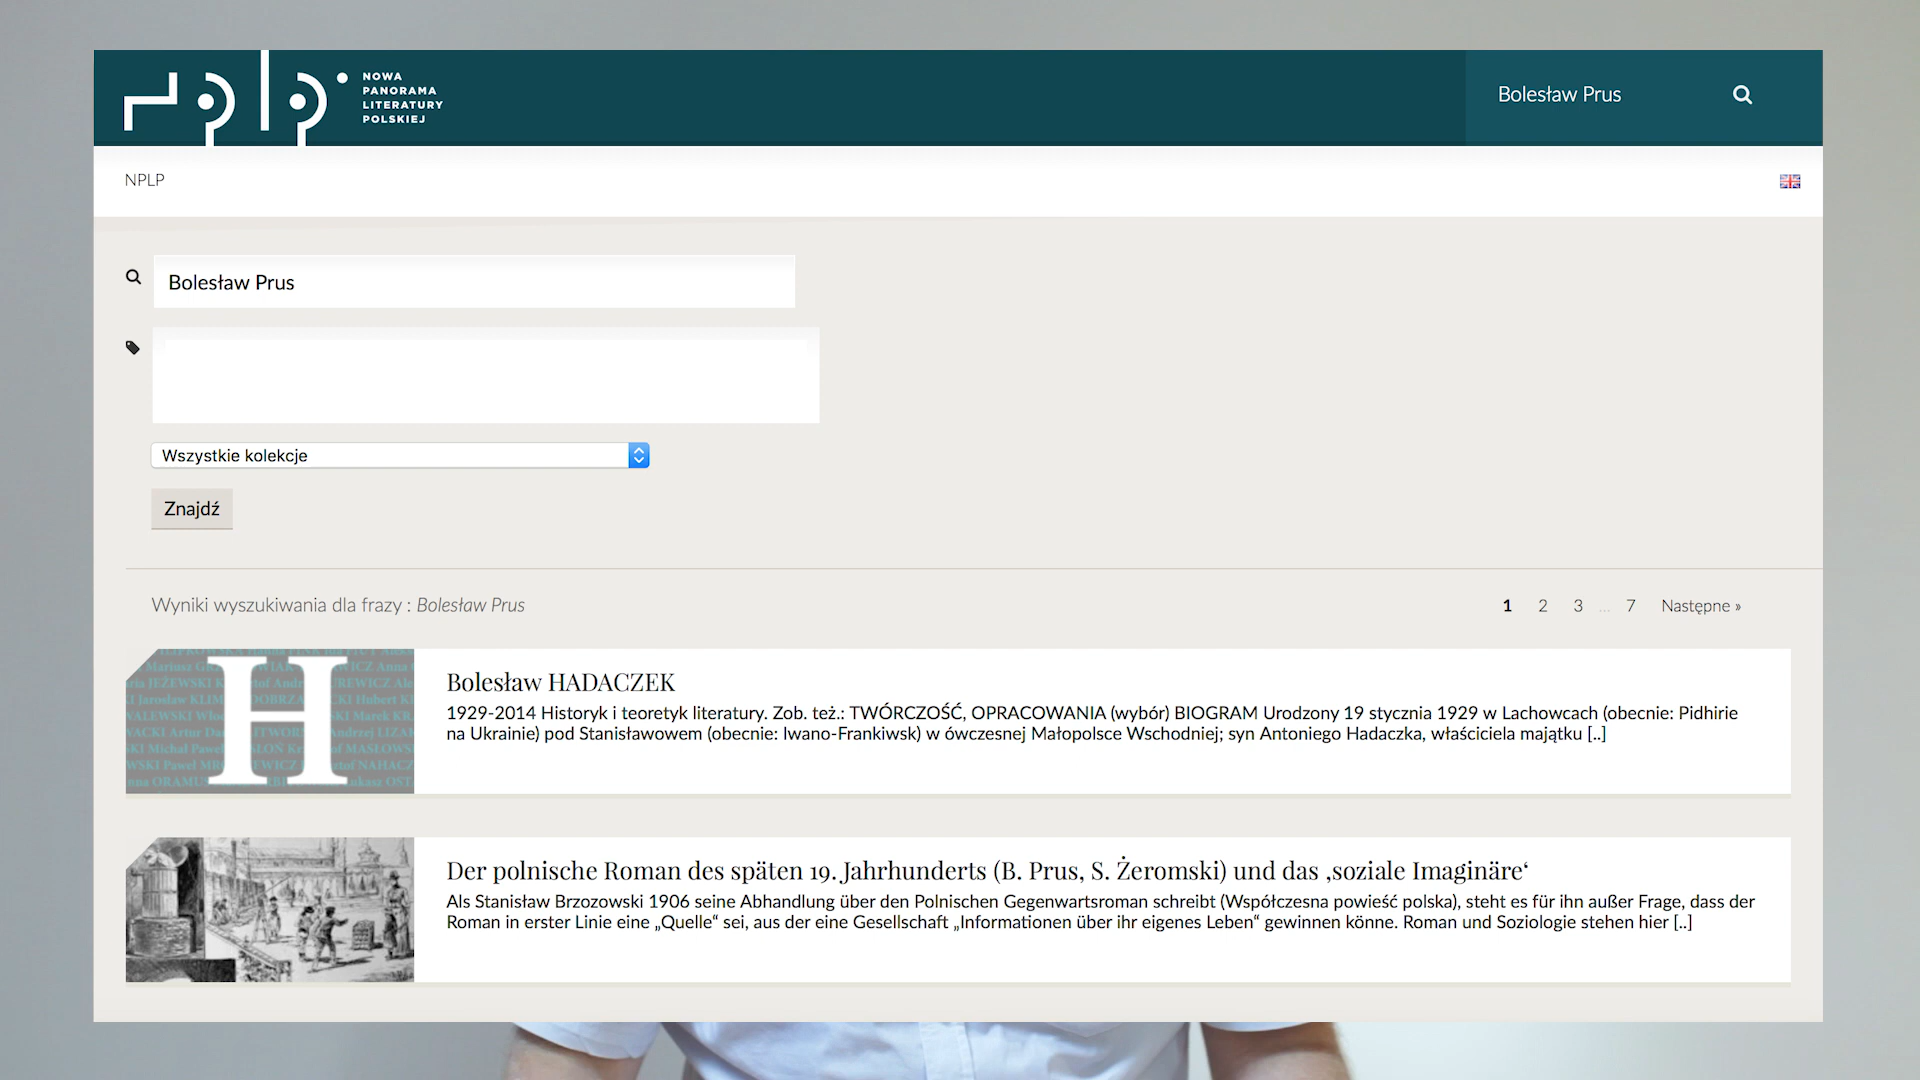 NOWA
PANORAMA
LITERATURY
POLSKIEJ
Bolesław Prus
NPLP
Bolesław Prus
Wszystkie kolekcje
Znajdź
Wyniki wyszukiwania dla frazy : Bolesław Prus
1 2 3 ... 7 Następne »
H
Bolesław HADACZEK
1929-2014 Historyk i teoretyk literatury. Zob. też.: TWÓRCZOŚĆ, OPRACOWANIA (wybór) BIOGRAM Urodzony 19 stycznia 1929 w Lachowcach (obecnie: Pidhirie
na Ukrainie) pod Stanisławowem (obecnie: Iwano-Frankiwsk) w ówczesnej Małopolsce Wschodniej; syn Antoniego Hadaczka, właściciela majątku [..]
Der polnische Roman des späten 19. Jahrhunderts (B. Prus, S. Żeromski) und das ‚soziale Imaginäre‘
Als Stanisław Brzozowski 1906 seine Abhandlung über den Polnischen Gegenwartsroman schreibt (Współczesna powieść polska), steht es für ihn außer Frage, dass der
Roman in erster Linie eine „Quelle“ sei, aus der eine Gesellschaft „Informationen über ihr eigenes Leben“ gewinnen könne. Roman und Soziologie stehen hier [..]